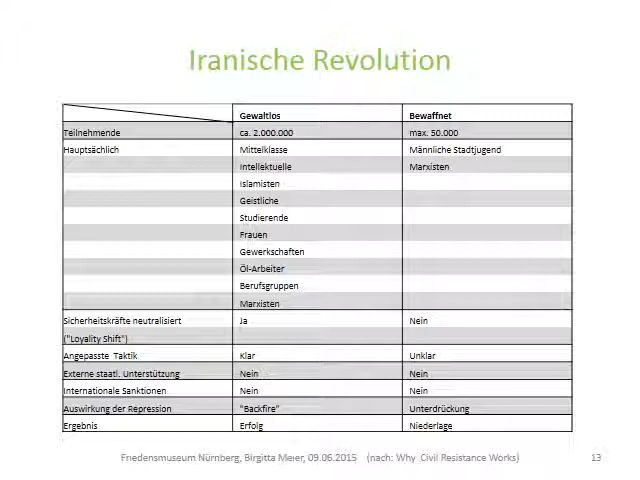 Iranische Revolution
Gewaltlos Bewaffnet
Teilnehmende ca. 2.000.000 max. 50.000
Hauptsächlich Mittelklasse Männliche Stadtjugend
Intellektuelle Marxisten
Islamisten
Geistliche
Studierende
Frauen
Gewerkschaften
Öl-Arbeiter
Berufsgruppen
Marxisten
Sicherheitskräfte neutralisiert Ja Nein
("Loyality Shift")
Angepasste Taktik Klar Unklar
Externe staatl. Unterstützung Nein Nein
Internationale Sanktionen Nein Nein
Auswirkung der Repression "Backfire" Unterdrückung
Ergebnis Erfolg Niederlage
Friedensmuseum Nürnberg, Birgitta Meier, 09.06.2015 (nach: Why Civil Resistance Works) 13